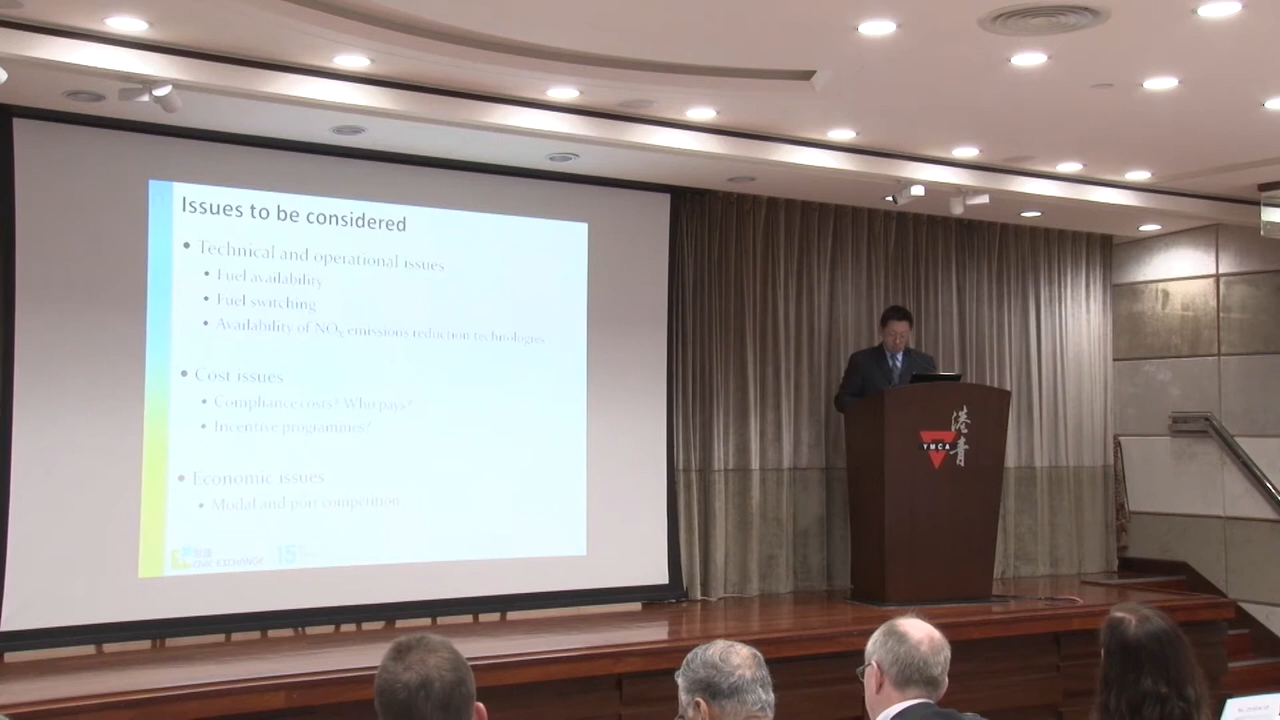 Issues to be considered
• Technical and operational issues
• Fuel availability
• Fuel switching
• Availability of NOx emissions reduction technologies
• Cost issues
• Compliance costs? Who pays?
• Incentive programmes?
• Economic issues
• Modal and port competition
CIVIC EXCHANGE
15
港青
YMCA